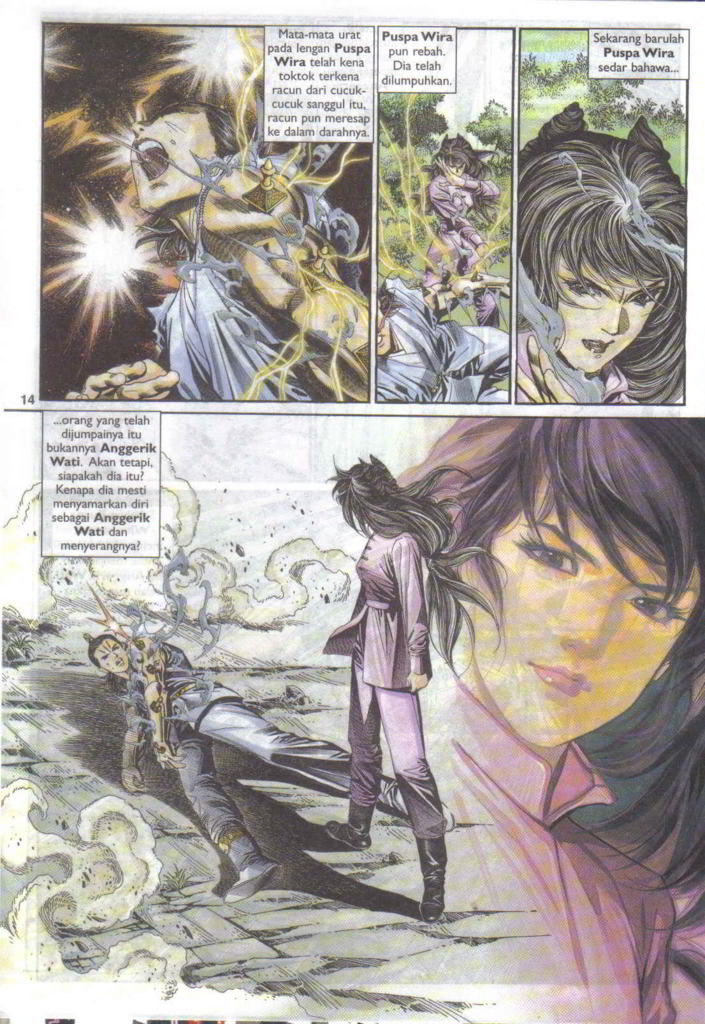 Mata-mata urat
pada lengan Puspa
Wira telah kena
toktok terkena
racun dari cucuk-
cucuk sanggul itu,
racun pun meresap
ke dalam darahnya.
Puspa Wira
pun rebah.
Dia telah
dilumpuhkan.
Sekarang barulah
Puspa Wira
sedar bahawa...
14
...orang yang telah
dijumpainya itu
bukannya Anggerik
Wati. Akan tetapi,
siapakah dia itu?
Kenapa dia mesti
menyamarkan diri
sebagai Anggerik
Wati dan
menyerangnya?